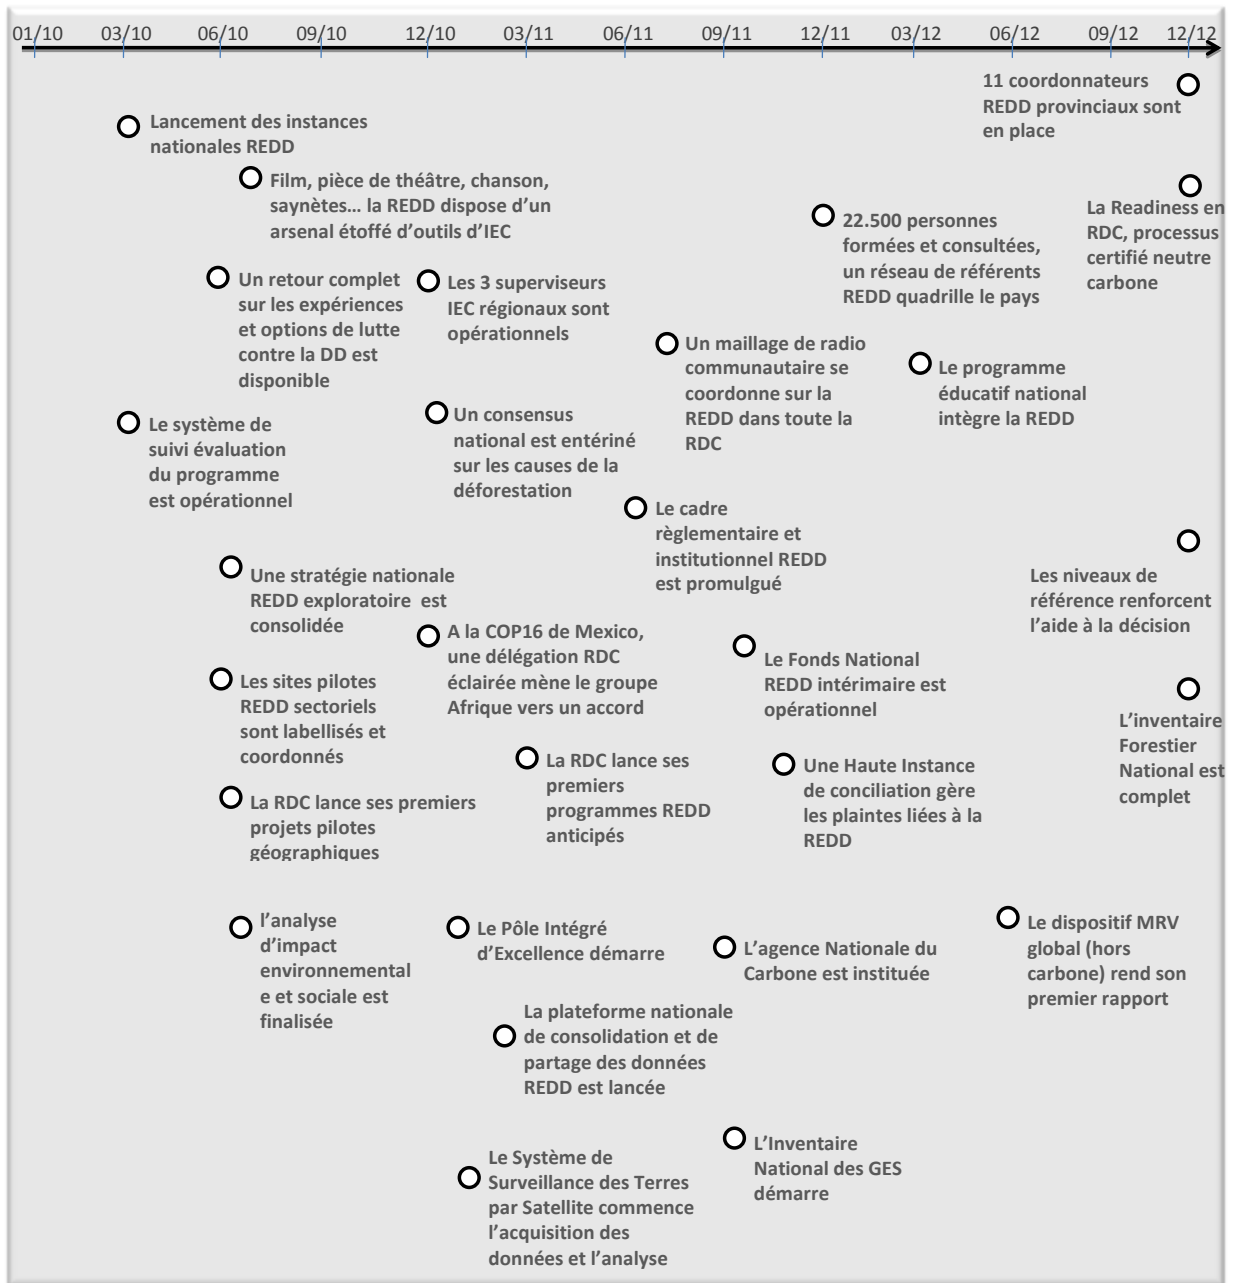 01/10 03/10 06/10 09/10 12/10 03/11 06/11 09/11 12/11 03/12 06/12 09/12 12/12
11 coordonnateurs
REDD provinciaux sont
en place
Lancement des instances
nationales REDD
Film, pièce de théâtre, chanson,
saynètes… la REDD dispose d’un
arsenal étoffé d’outils d’IEC
22.500 personnes
formées et consultées,
un réseau de référents
REDD quadrille le pays
La Readiness en
RDC, processus
certifié neutre
carbone
Un retour complet
sur les expériences
et options de lutte
contre la DD est
disponible
Les 3 superviseurs
IEC régionaux sont
opérationnels
Un maillage de radio
communautaire se
coordonne sur la
REDD dans toute la
RDC
Le programme
éducatif national
intègre la REDD
Le système de
suivi évaluation
du programme
est opérationnel
Un consensus
national est entériné
sur les causes de la
déforestation
Le cadre
règlementaire et
institutionnel REDD
est promulgué
Une stratégie nationale
REDD exploratoire est
consolidée
Les niveaux de
référence renforcent
l’aide à la décision
A la COP16 de Mexico,
une délégation RDC
éclairée mène le groupe
Afrique vers un accord
Le Fonds National
REDD intérimaire est
opérationnel
Les sites pilotes
REDD sectoriels
sont labellisés et
coordonnés
L’inventaire
Forestier
National est
complet
La RDC lance ses
premiers
programmes REDD
anticipés
Une Haute Instance
de conciliation gère
les plaintes liées à la
REDD
La RDC lance ses premiers
projets pilotes
géographiques
l’analyse
d’impact
environnemental
e et sociale est
finalisée
Le Pôle Intégré
d’Excellence démarre
L’agence Nationale du
Carbone est instituée
Le dispositif MRV
global (hors
carbone) rend son
premier rapport
La plateforme nationale
de consolidation et de
partage des données
REDD est lancée
L’Inventaire
National des GES
démarre
Le Système de
Surveillance des Terres
par Satellite commence
l’acquisition des
données et l’analyse